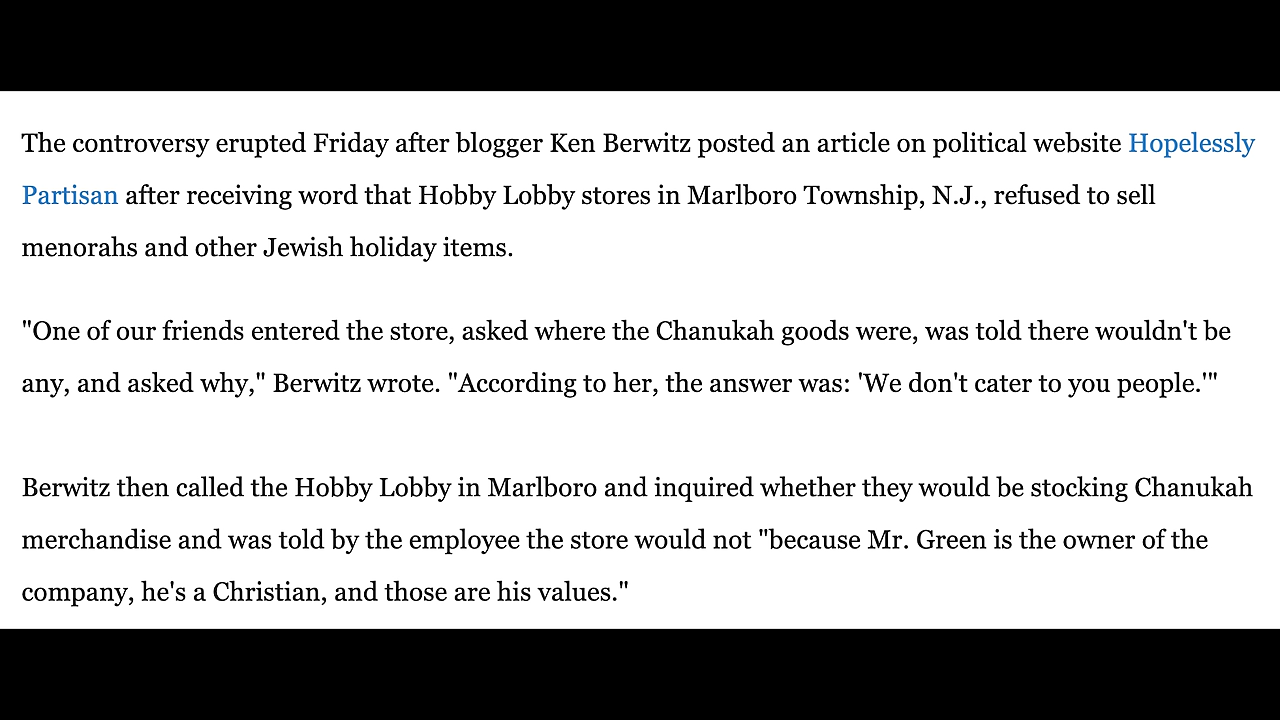 The controversy erupted Friday after blogger Ken Berwitz posted an article on political website Hopelessly
Partisan after receiving word that Hobby Lobby stores in Marlboro Township, N.J., refused to sell
menorahs and other Jewish holiday items.
"One of our friends entered the store, asked where the Chanukah goods were, was told there wouldn't be
any, and asked why," Berwitz wrote. "According to her, the answer was: 'We don't cater to you people.'"
Berwitz then called the Hobby Lobby in Marlboro and inquired whether they would be stocking Chanukah
merchandise and was told by the employee the store would not "because Mr. Green is the owner of the
company, he's a Christian, and those are his values."